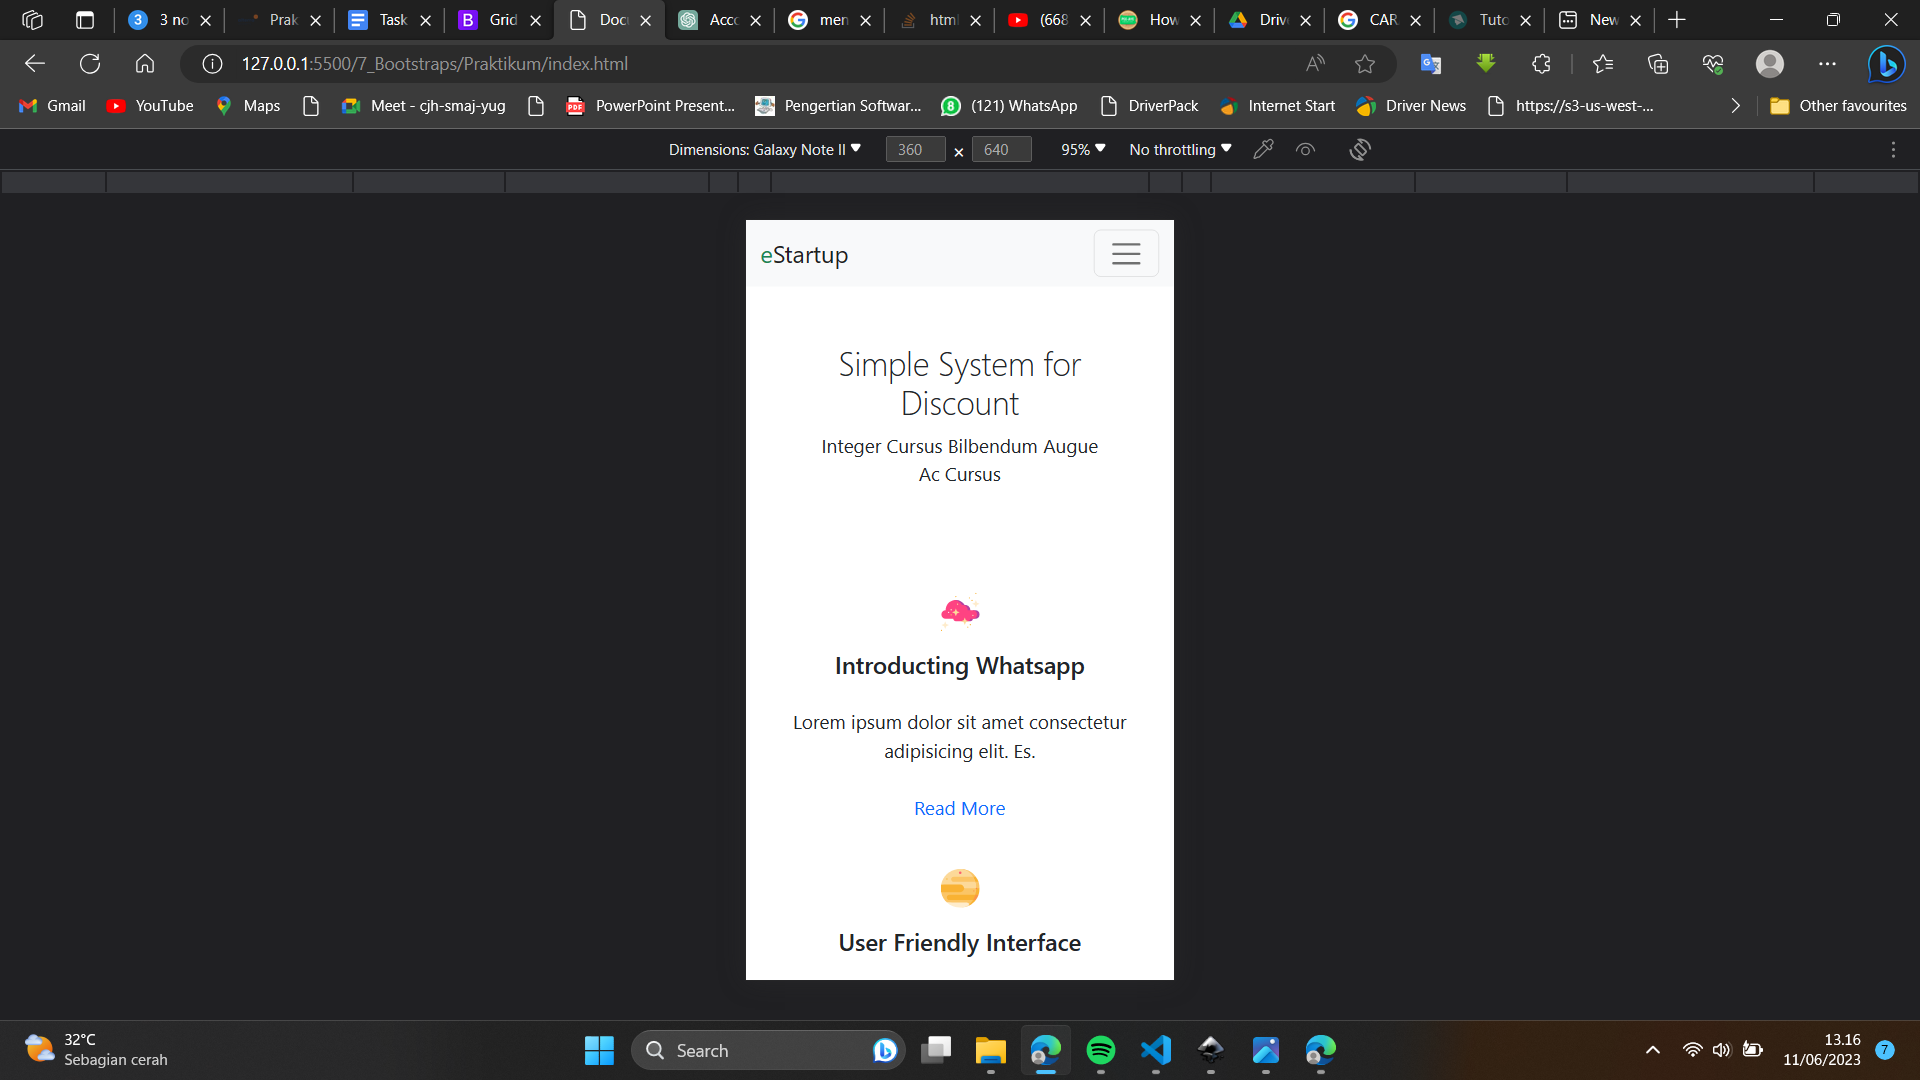 3 no
Prak
Task
Grid
Docu
Acco
men
html
(668
How
Drive
CAR
Tuto
New
127.0.0.1:5500/7_Bootstraps/Praktikum/index.html
Gmail
YouTube
Maps
Meet - cjh-smaj-yug
PowerPoint Present...
Pengertian Softwar...
(121) WhatsApp
DriverPack
Internet Start
Driver News
https://s3-us-west-...
Other favourites
Dimensions: Galaxy Note II
360 × 640
95%
No throttling
eStartup
Simple System for
Discount
Integer Cursus Bilbendum Augue
Ac Cursus
Introducting Whatsapp
Lorem ipsum dolor sit amet consectetur
adipisicing elit. Es.
Read More
User Friendly Interface
32°C
Sebagian cerah
Search
13.16
11/06/2023
7